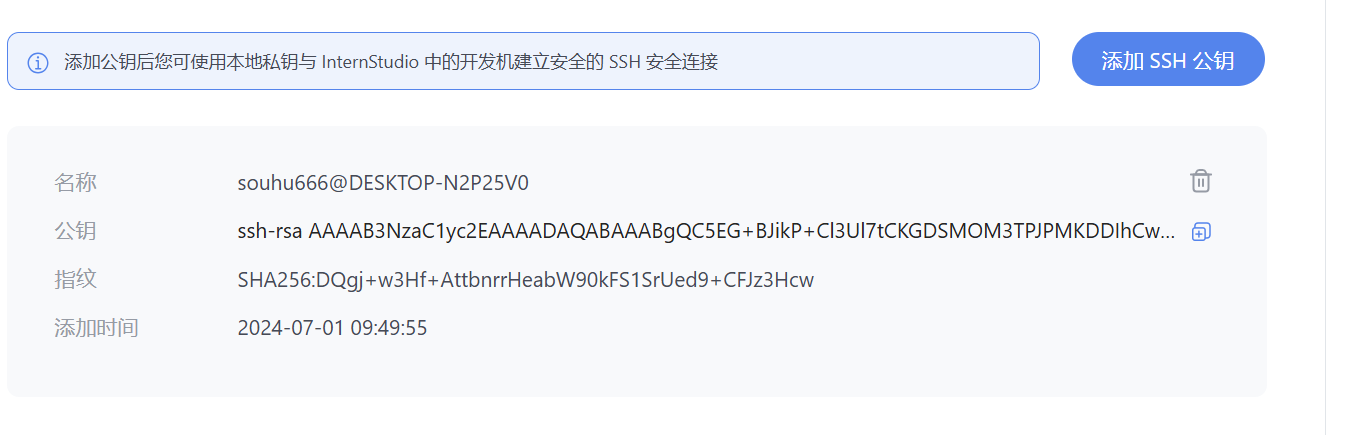 添加公钥后您可使用本地私钥与 InternStudio 中的开发机建立安全的 SSH 安全连接
添加 SSH 公钥
名称 souhu666@DESKTOP-N2P25V0
公钥 ssh-rsa AAAAB3NzaC1yc2EAAAADAQABAAABgQC5EG+BJikP+Cl3Ul7tCKGDSMOM3TPJPMKDDIhCw...
指纹 SHA256:DQgj+w3Hf+AttbnrrHeabW90kFS1SrUed9+CFJz3Hcw
添加时间 2024-07-01 09:49:55